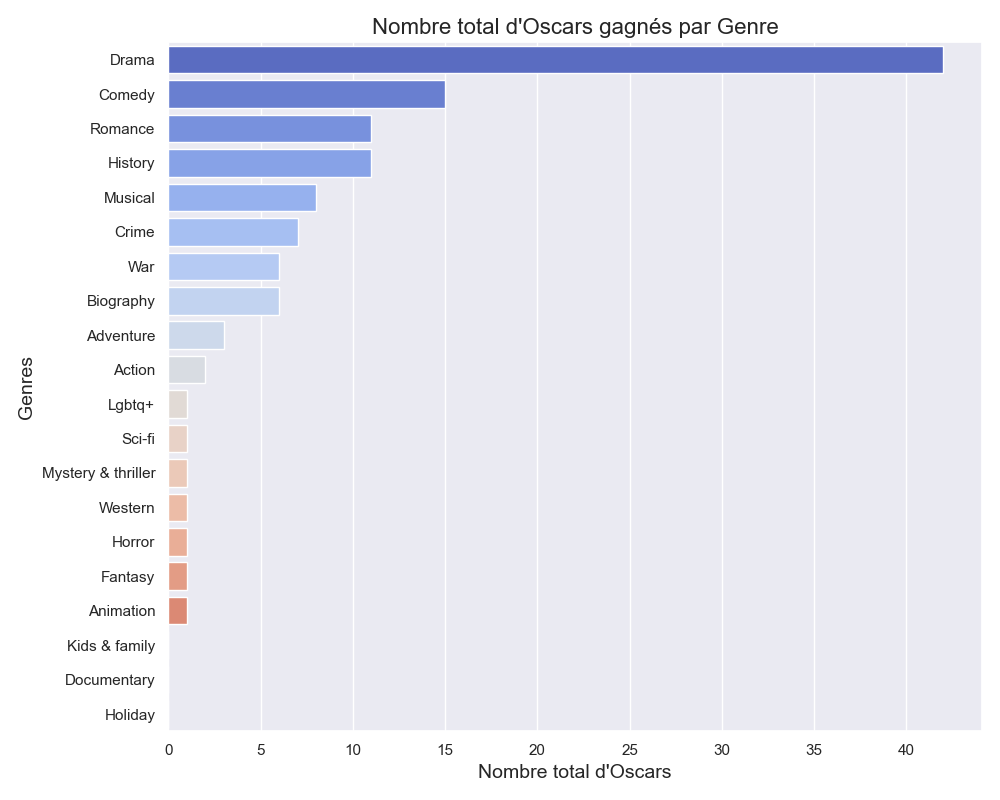 Nombre total d'Oscars gagnés par Genre
Genres
Drama
Comedy
Romance
History
Musical
Crime
War
Biography
Adventure
Action
Lgbtq+
Sci-fi
Mystery & thriller
Western
Horror
Fantasy
Animation
Kids & family
Documentary
Holiday
0 5 10 15 20 25 30 35 40
Nombre total d'Oscars